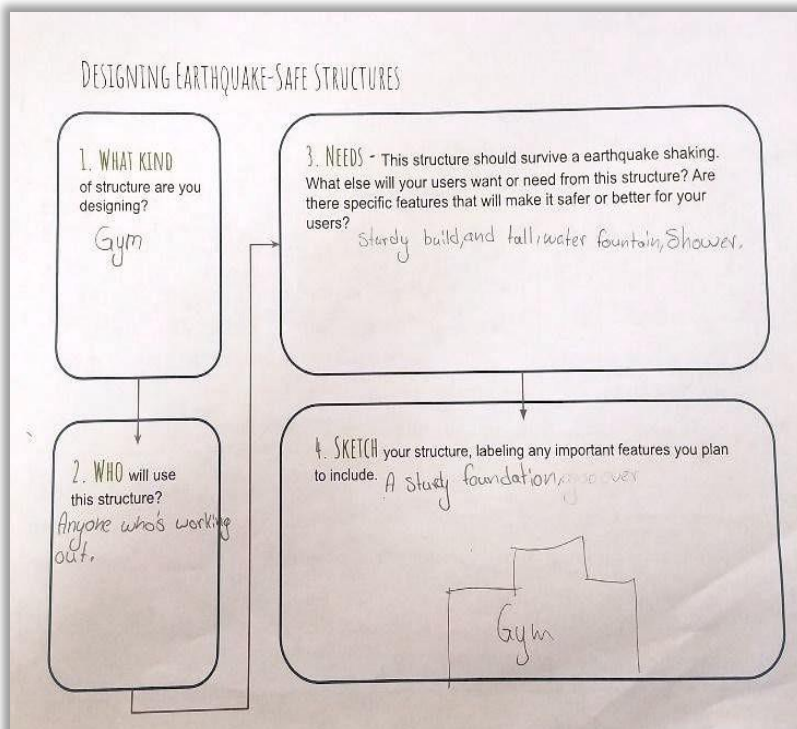 DESIGNING EARTHQUAKE-SAFE STRUCTURES
1. WHAT KIND
of structure are you
designing?
Gym
2. WHO will use
this structure?
Anyone who's working
out.
3. NEEDS - This structure should survive a earthquake shaking.
What else will your users want or need from this structure? Are
there specific features that will make it safer or better for your
users?
Sturdy build, and tall, water fountain, Shower.
4. SKETCH your structure, labeling any important features you plan
to include.
A sturdy foundation,
Gym